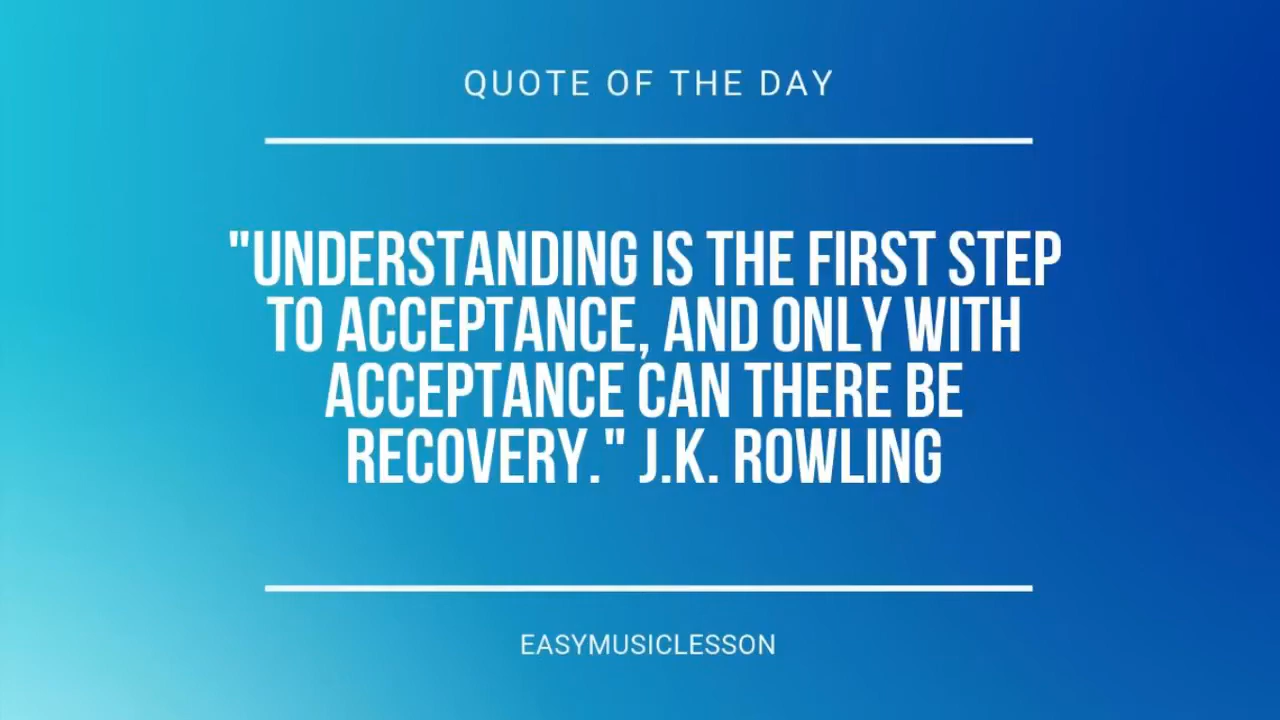 QUOTE OF THE DAY
"UNDERSTANDING IS THE FIRST STEP
TO ACCEPTANCE, AND ONLY WITH
ACCEPTANCE CAN THERE BE
RECOVERY." J.K. ROWLING
EASYMUSICLESSON